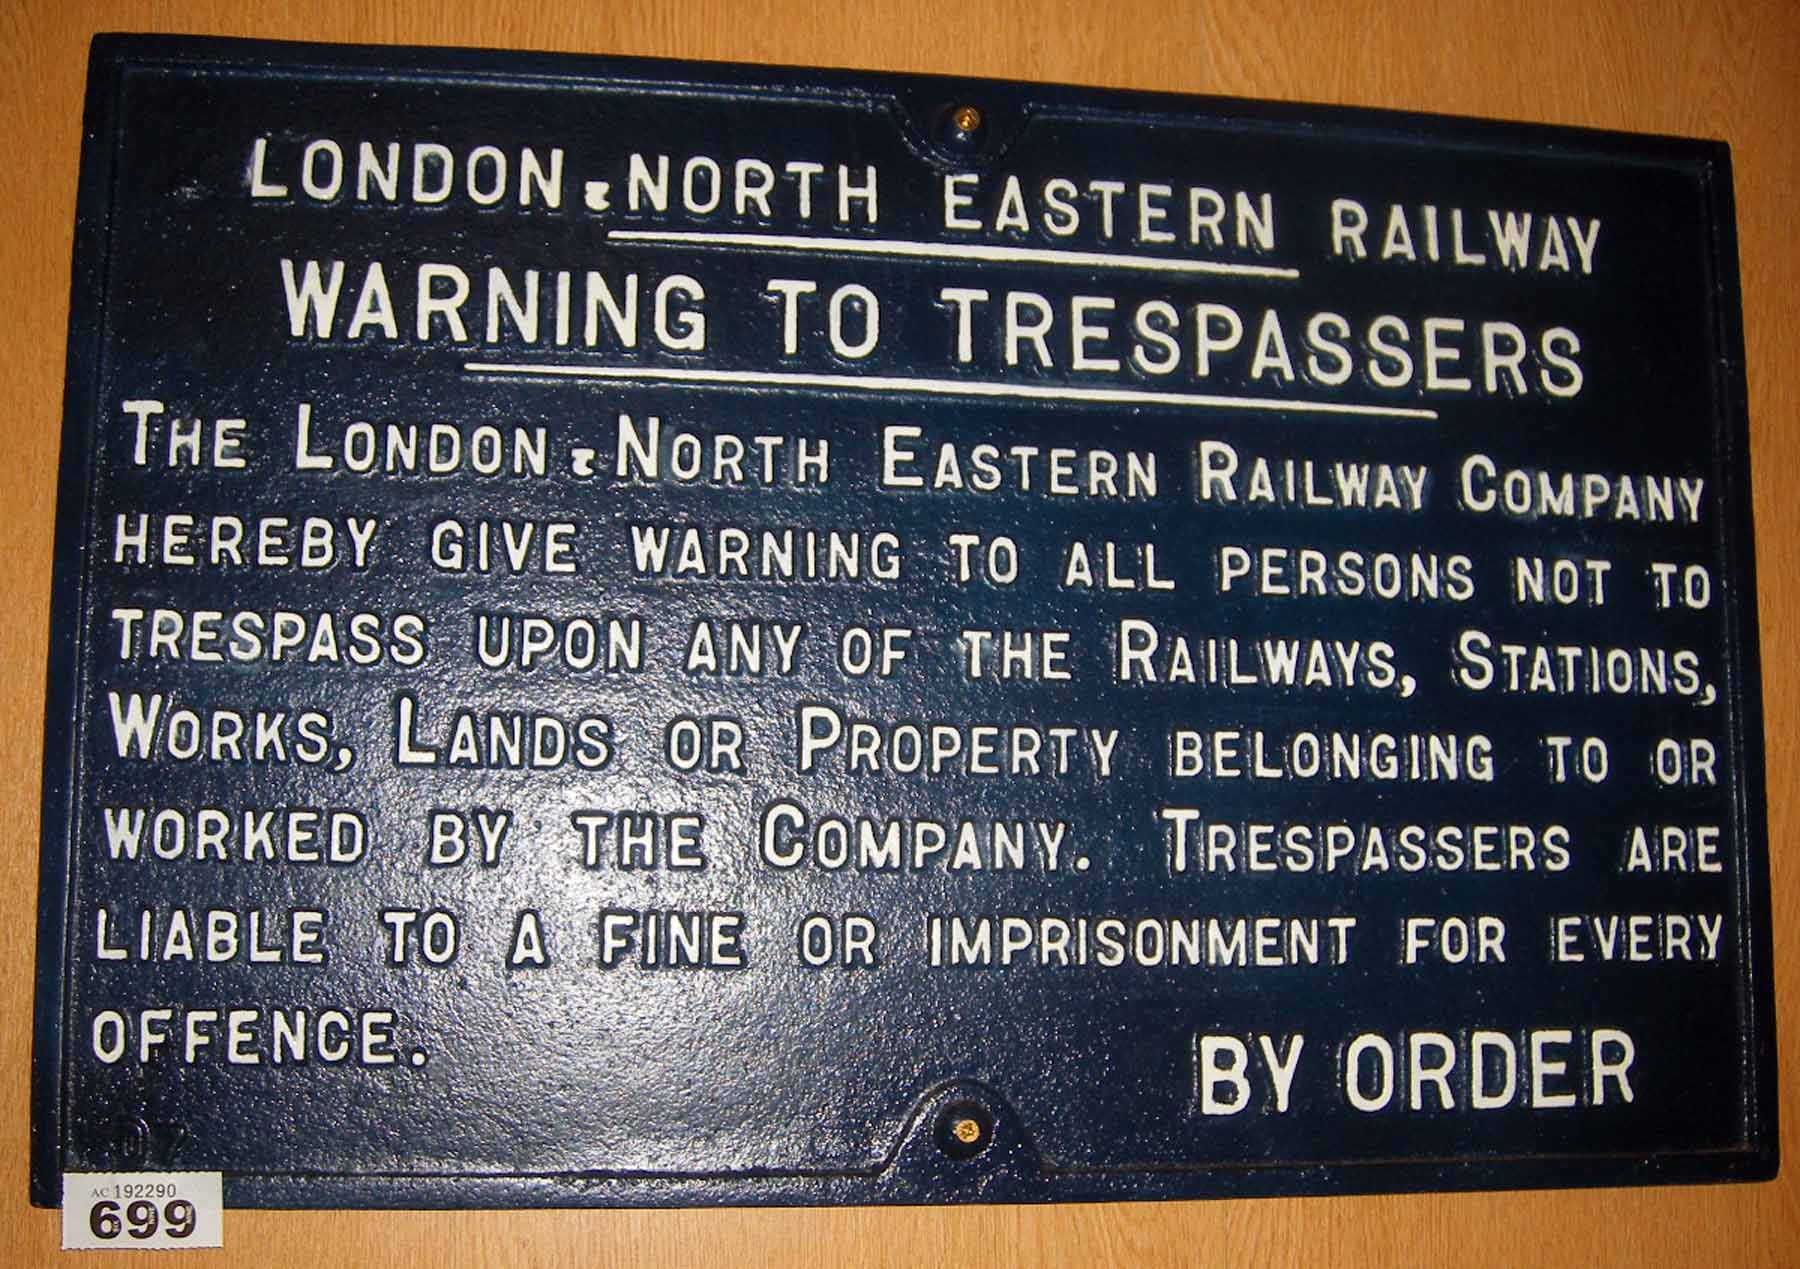 LONDON & NORTH EASTERN RAILWAY
WARNING TO TRESPASSERS
THE LONDON & NORTH EASTERN RAILWAY COMPANY
HEREBY GIVE WARNING TO ALL PERSONS NOT TO
TRESPASS UPON ANY OF THE RAILWAYS, STATIONS,
WORKS, LANDS OR PROPERTY BELONGING TO OR
WORKED BY THE COMPANY. TRESPASSERS ARE
LIABLE TO A FINE OR IMPRISONMENT FOR EVERY
OFFENCE.
BY ORDER
AC 192290
699